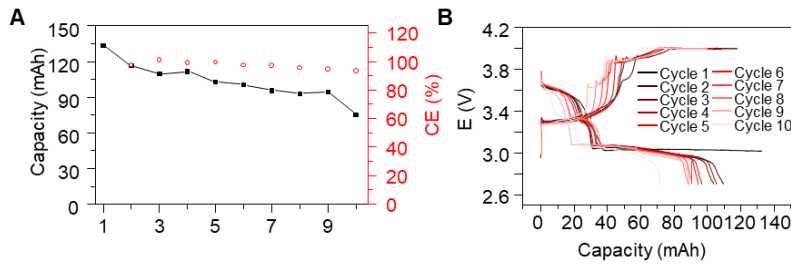 A
Capacity (mAh)
150
120
90
60
30
0
1
3
5
7
9
120
100
80
60
40
20
0
CE (%)
B
E (V)
4.2
3.8
3.4
3.0
2.6
0
20
40
60
80
100
120
140
Capacity (mAh)
Cycle 1
Cycle 2
Cycle 3
Cycle 4
Cycle 5
Cycle 6
Cycle 7
Cycle 8
Cycle 9
Cycle 10